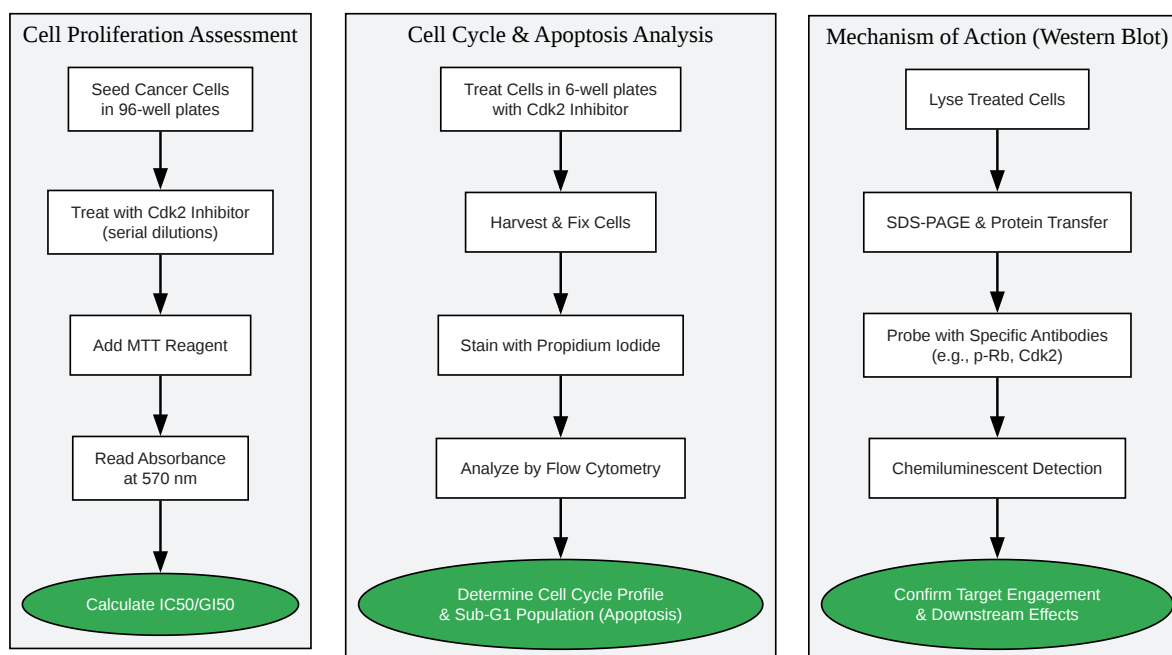 Cell Proliferation Assessment
Seed Cancer Cells
in 96-well plates
Treat with Cdk2 Inhibitor
(serial dilutions)
Add MTT Reagent
Read Absorbance
at 570 nm
Calculate IC50/GI50
Cell Cycle & Apoptosis Analysis
Treat Cells in 6-well plates
with Cdk2 Inhibitor
Harvest & Fix Cells
Stain with Propidium Iodide
Analyze by Flow Cytometry
Determine Cell Cycle Profile
& Sub-G1 Population (Apoptosis)
Mechanism of Action (Western Blot)
Lyse Treated Cells
SDS-PAGE & Protein Transfer
Probe with Specific Antibodies
(e.g., p-Rb, Cdk2)
Chemiluminescent Detection
Confirm Target Engagement
& Downstream Effects